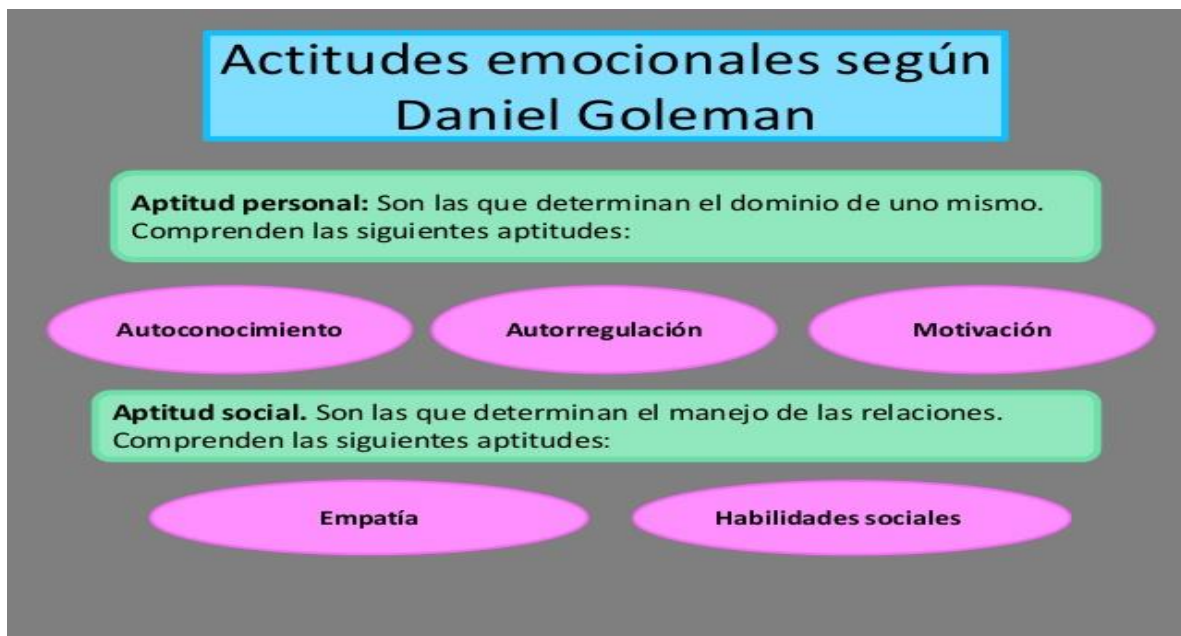 Actitudes emocionales según
Daniel Goleman
Aptitud personal: Son las que determinan el dominio de uno mismo.
Comprenden las siguientes aptitudes:
Autoconocimiento
Autorregulación
Motivación
Aptitud social. Son las que determinan el manejo de las relaciones.
Comprenden las siguientes aptitudes:
Empatía
Habilidades sociales